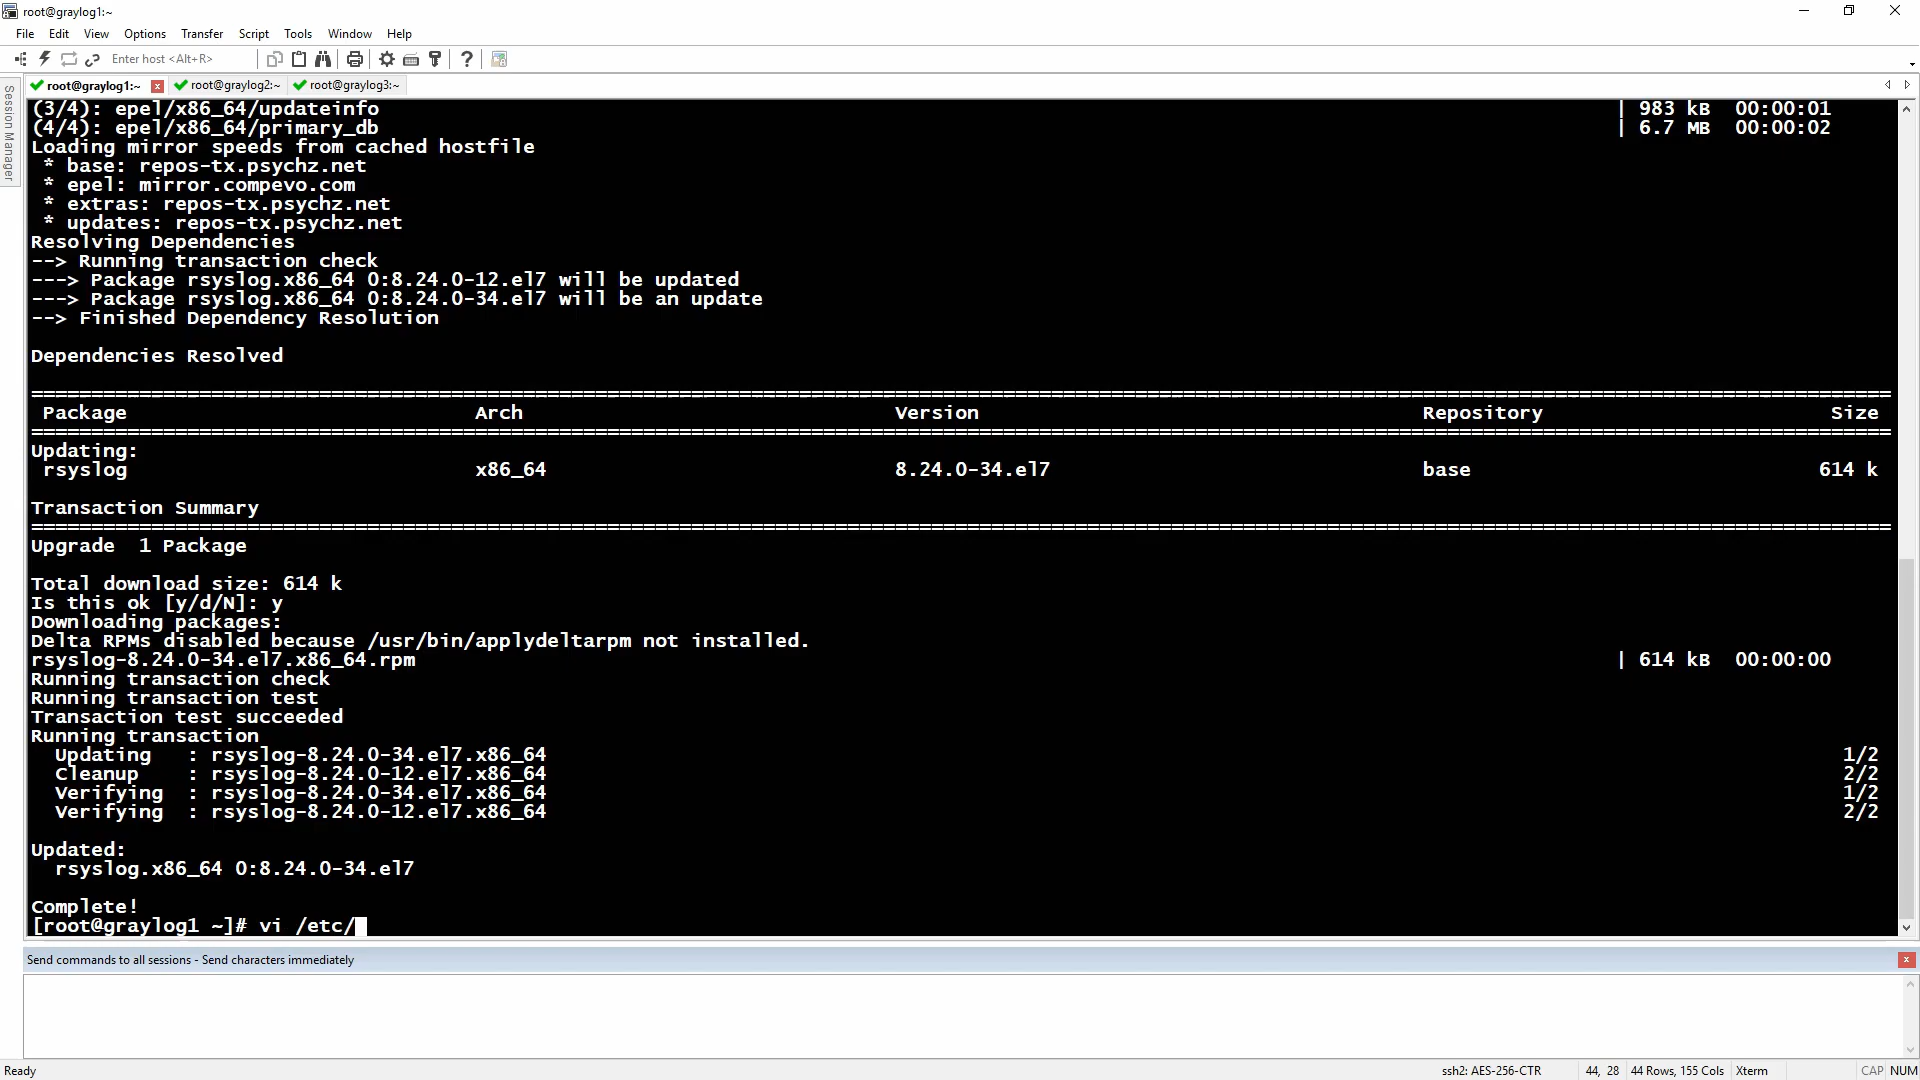 root@graylog1:~
File Edit View Options Transfer Script Tools Window Help
Enter host <Alt+R>
root@graylog1:~ root@graylog2:~ root@graylog3:~
Session Manager
(3/4): epel/x86_64/updateinfo | 983 kB 00:00:01
(4/4): epel/x86_64/primary_db | 6.7 MB 00:00:02
Loading mirror speeds from cached hostfile
* base: repos-tx.psychz.net
* epel: mirror.compevo.com
* extras: repos-tx.psychz.net
* updates: repos-tx.psychz.net
Resolving Dependencies
--> Running transaction check
---> Package rsyslog.x86_64 0:8.24.0-12.el7 will be updated
---> Package rsyslog.x86_64 0:8.24.0-34.el7 will be an update
--> Finished Dependency Resolution
Dependencies Resolved
Package Arch Version Repository Size
Updating:
rsyslog x86_64 8.24.0-34.el7 base 614 k
Transaction Summary
Upgrade 1 Package
Total download size: 614 k
Is this ok [y/d/N]: y
Downloading packages:
Delta RPMs disabled because /usr/bin/applydeltarpm not installed.
rsyslog-8.24.0-34.el7.x86_64.rpm | 614 kB 00:00:00
Running transaction check
Running transaction test
Transaction test succeeded
Running transaction
Updating : rsyslog-8.24.0-34.el7.x86_64 1/2
Cleanup : rsyslog-8.24.0-12.el7.x86_64 2/2
Verifying : rsyslog-8.24.0-34.el7.x86_64 1/2
Verifying : rsyslog-8.24.0-12.el7.x86_64 2/2
Updated:
rsyslog.x86_64 0:8.24.0-34.el7
Complete!
[root@graylog1 ~]# vi /etc/
Send commands to all sessions - Send characters immediately
Ready ssh2: AES-256-CTR 44, 28 44 Rows, 155 Cols Xterm CAP NUM